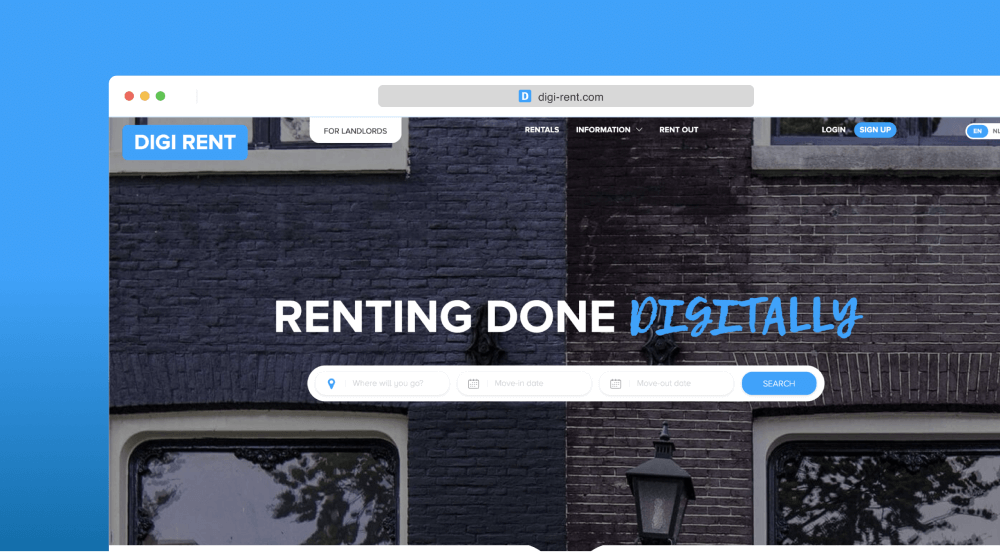 D digi-rent.com
FOR LANDLORDS
DIGI RENT
RENTALS INFORMATION RENT OUT
LOGIN SIGN UP
EN NL
RENTING DONE DIGITALLY
Where will you go? Move-in date Move-out date SEARCH